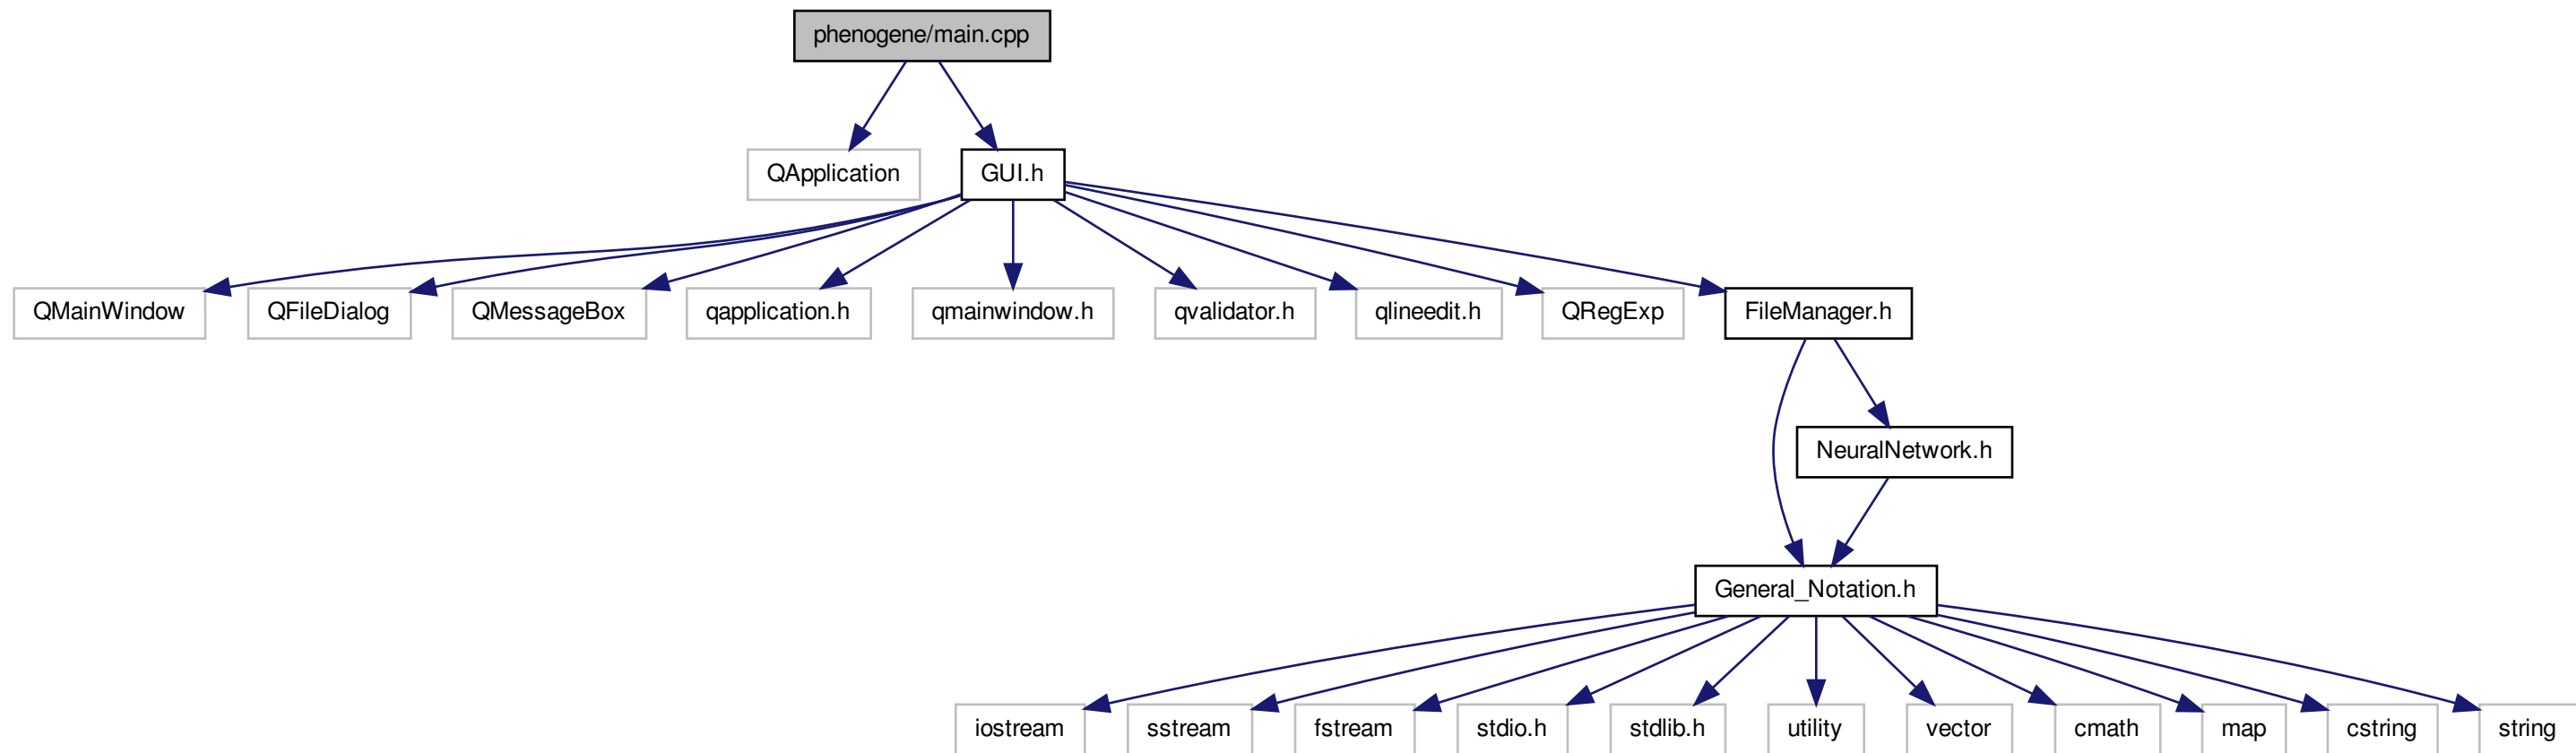 phenogene/main.cpp
QApplication
GUI.h
QMainWindow
QFileDialog
QMessageBox
qapplication.h
qmainwindow.h
qvalidator.h
qlineedit.h
QRegExp
FileManager.h
NeuralNetwork.h
General_Notation.h
iostream
sstream
fstream
stdio.h
stdlib.h
utility
vector
cmath
map
cstring
string